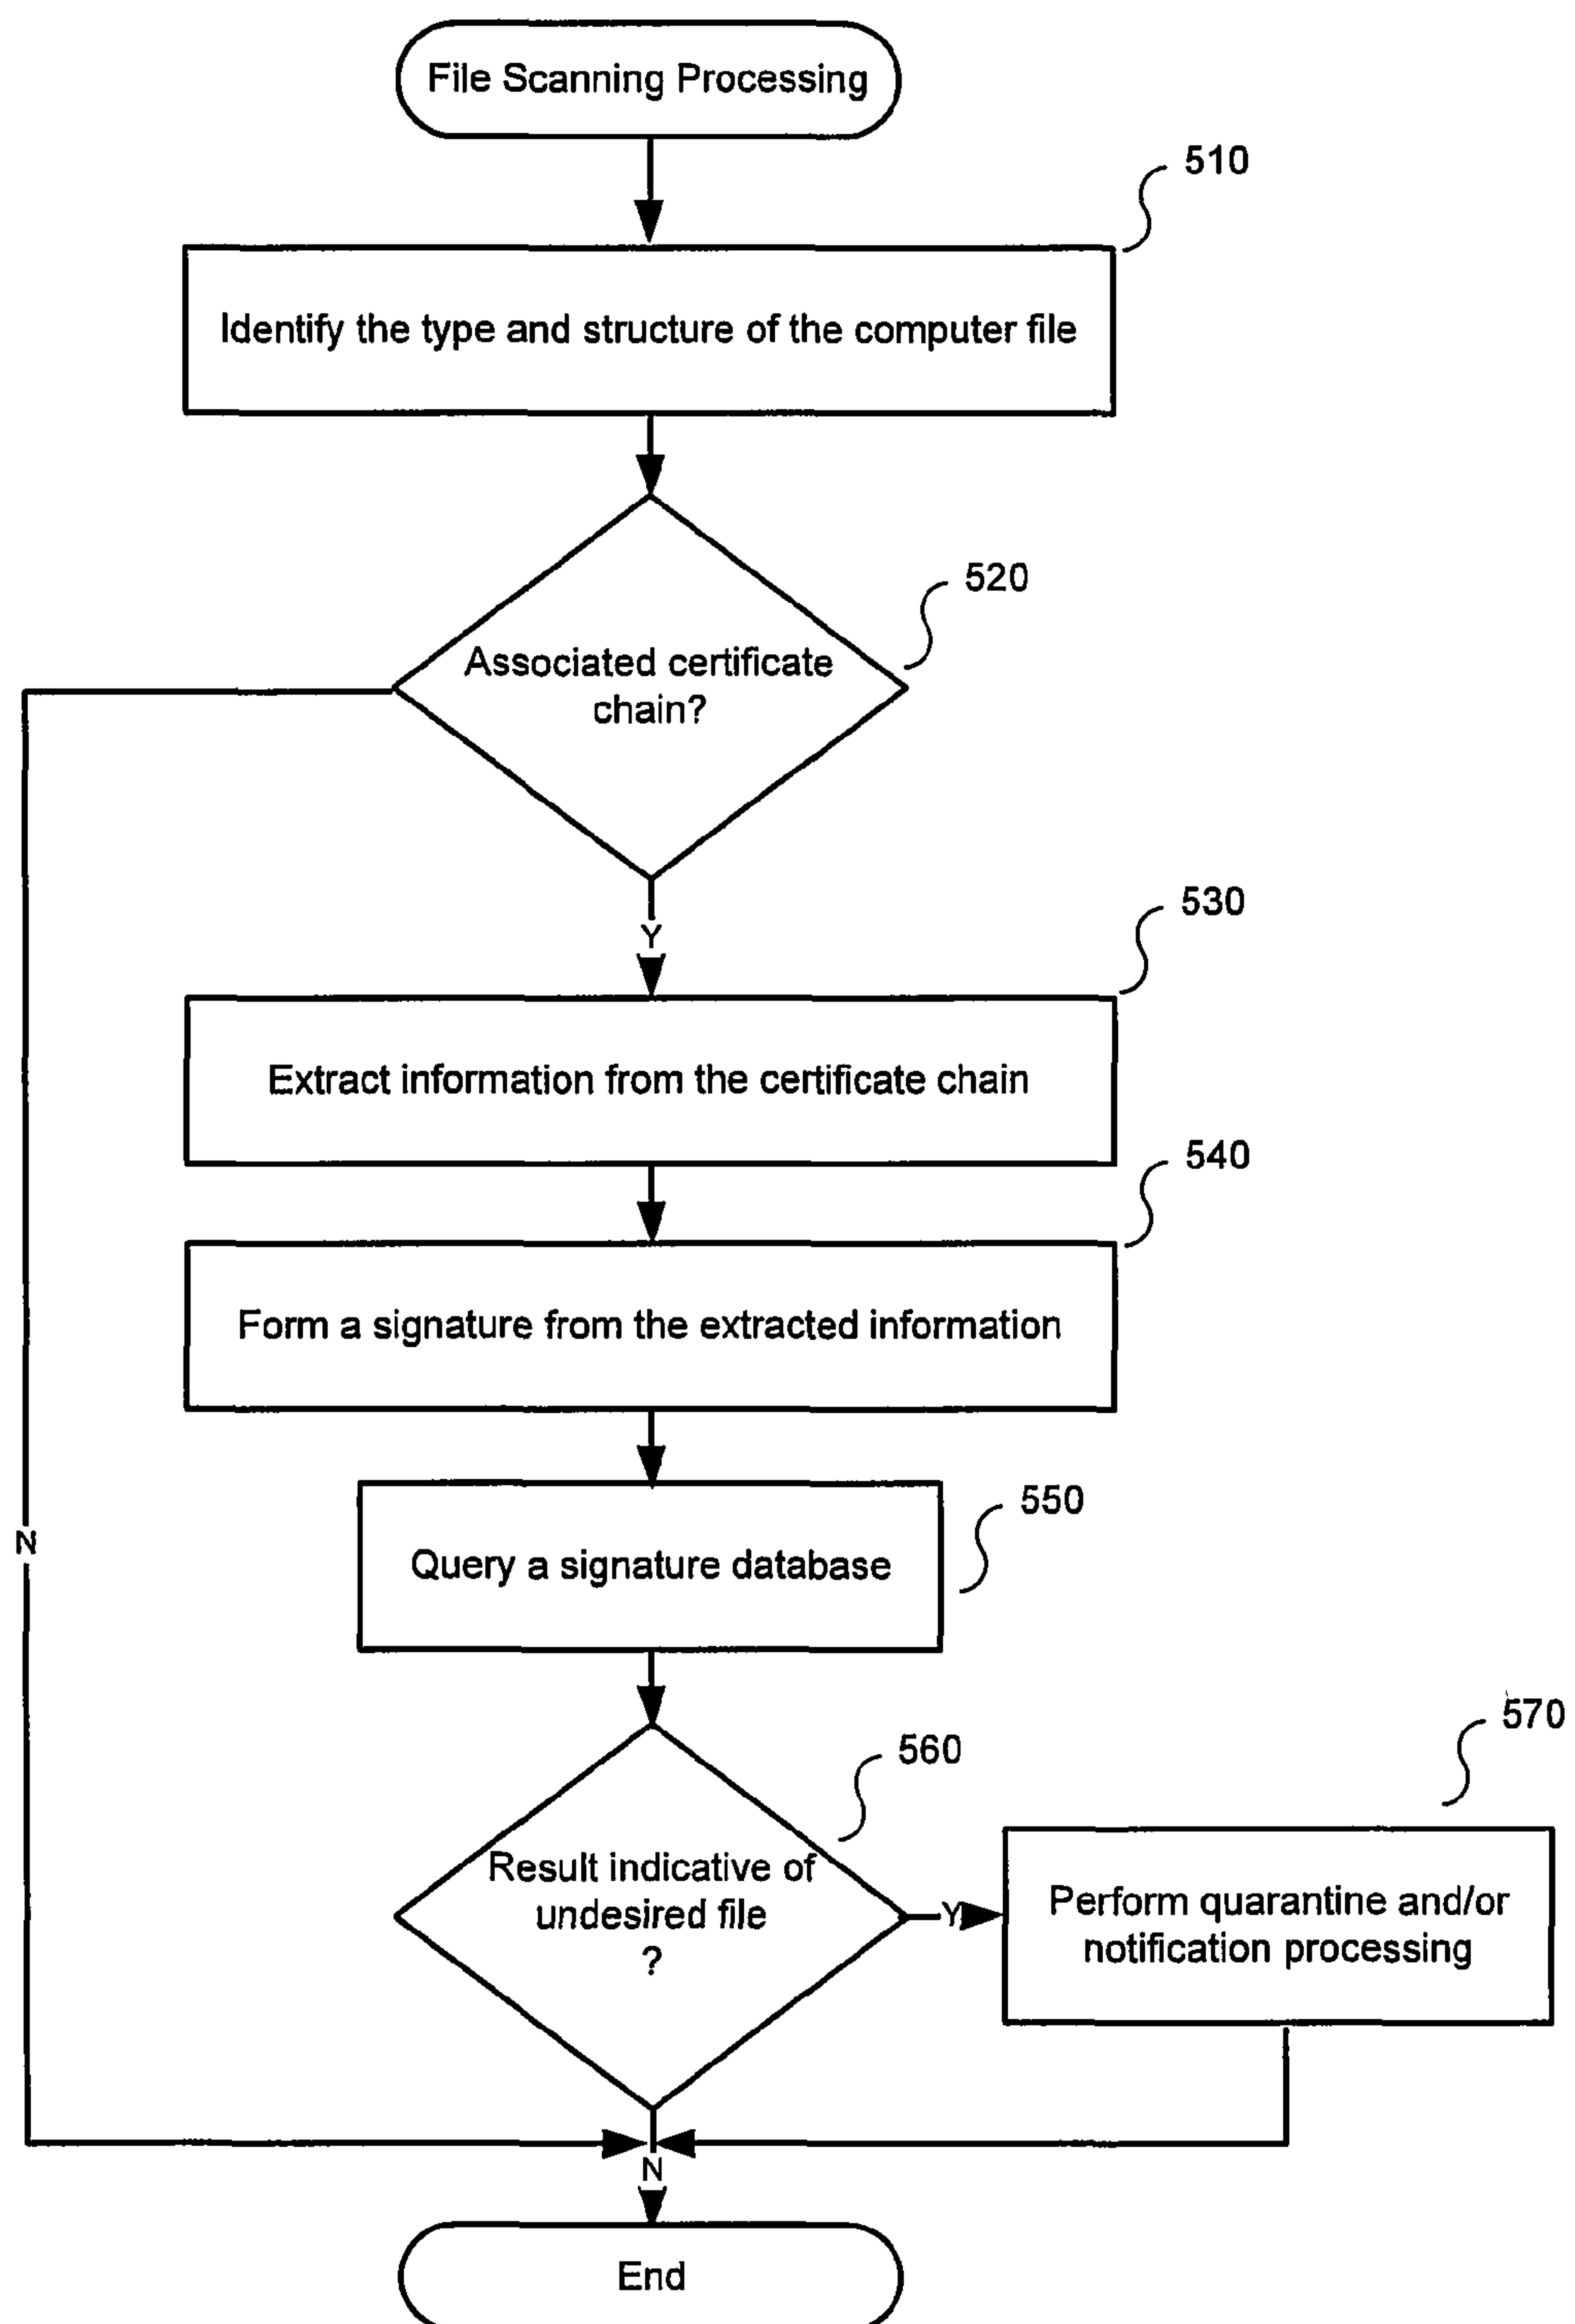 File Scanning Processing
510
Identify the type and structure of the computer file
520
Associated certificate
chain?
Y
530
Extract information from the certificate chain
540
Form a signature from the extracted information
550
Query a signature database
N
560
570
Result indicative of
undesired file
?
Y
Perform quarantine and/or
notification processing
N
End